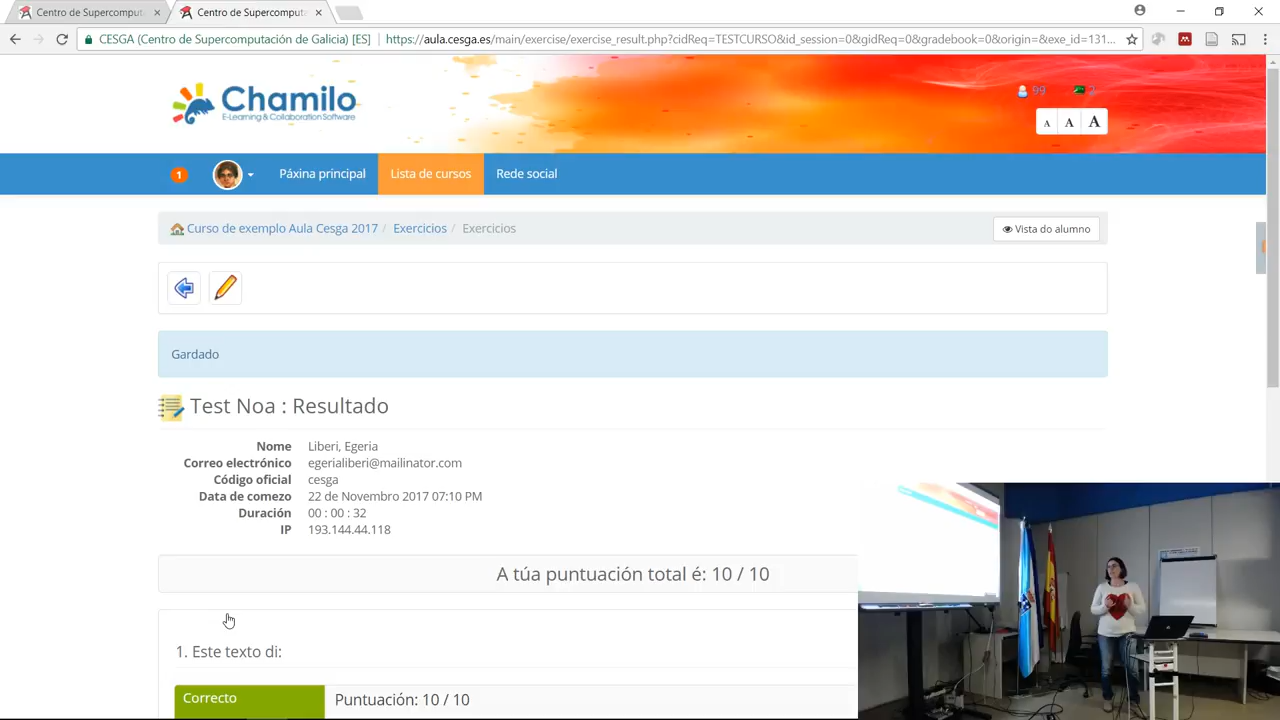 Centro de Supercomput
Centro de Supercomputa
CESGA (Centro de Supercomputación de Galicia) [ES]
https://aula.cesga.es/main/exercise/exercise_result.php?cidReq=TESTCURSO&id_session=0&gidReq=0&gradebook=0&origin=&exe_id=131...
Chamilo
E-Learning & Collaboration Software
99
2
A A A
1
Páxina principal
Lista de cursos
Rede social
Curso de exemplo Aula Cesga 2017 / Exercicios / Exercicios
Vista do alumno
Gardado
Test Noa : Resultado
Nome Liberi, Egeria
Correo electrónico egerialiberi@mailinator.com
Código oficial cesga
Data de comezo 22 de Novembro 2017 07:10 PM
Duración 00 : 00 : 32
IP 193.144.44.118
A túa puntuación total é: 10 / 10
1. Este texto di:
Correcto
Puntuación: 10 / 10